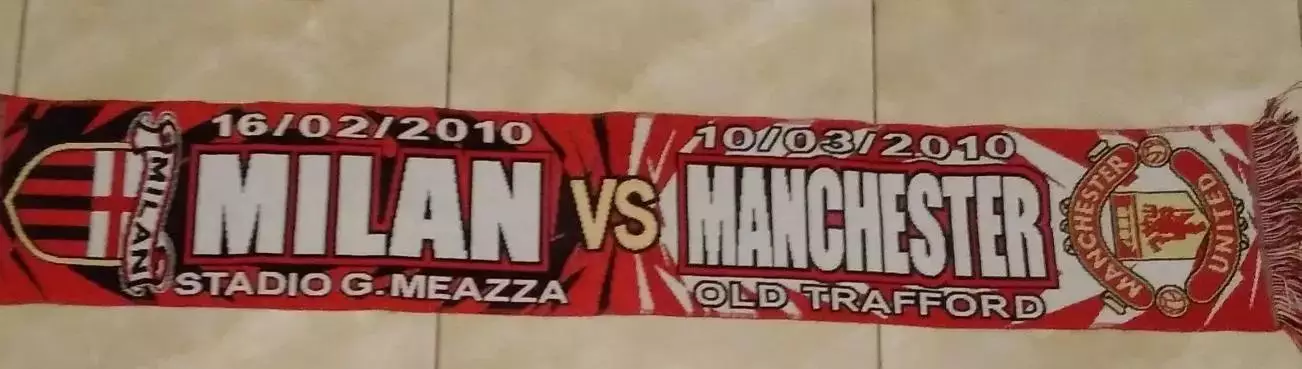 16/02/2010
MILAN
MILAN
STADIO G.MEAZZA
VS
10/03/2010
MANCHESTER
OLD TRAFFORD
MANCHESTER
UNITED